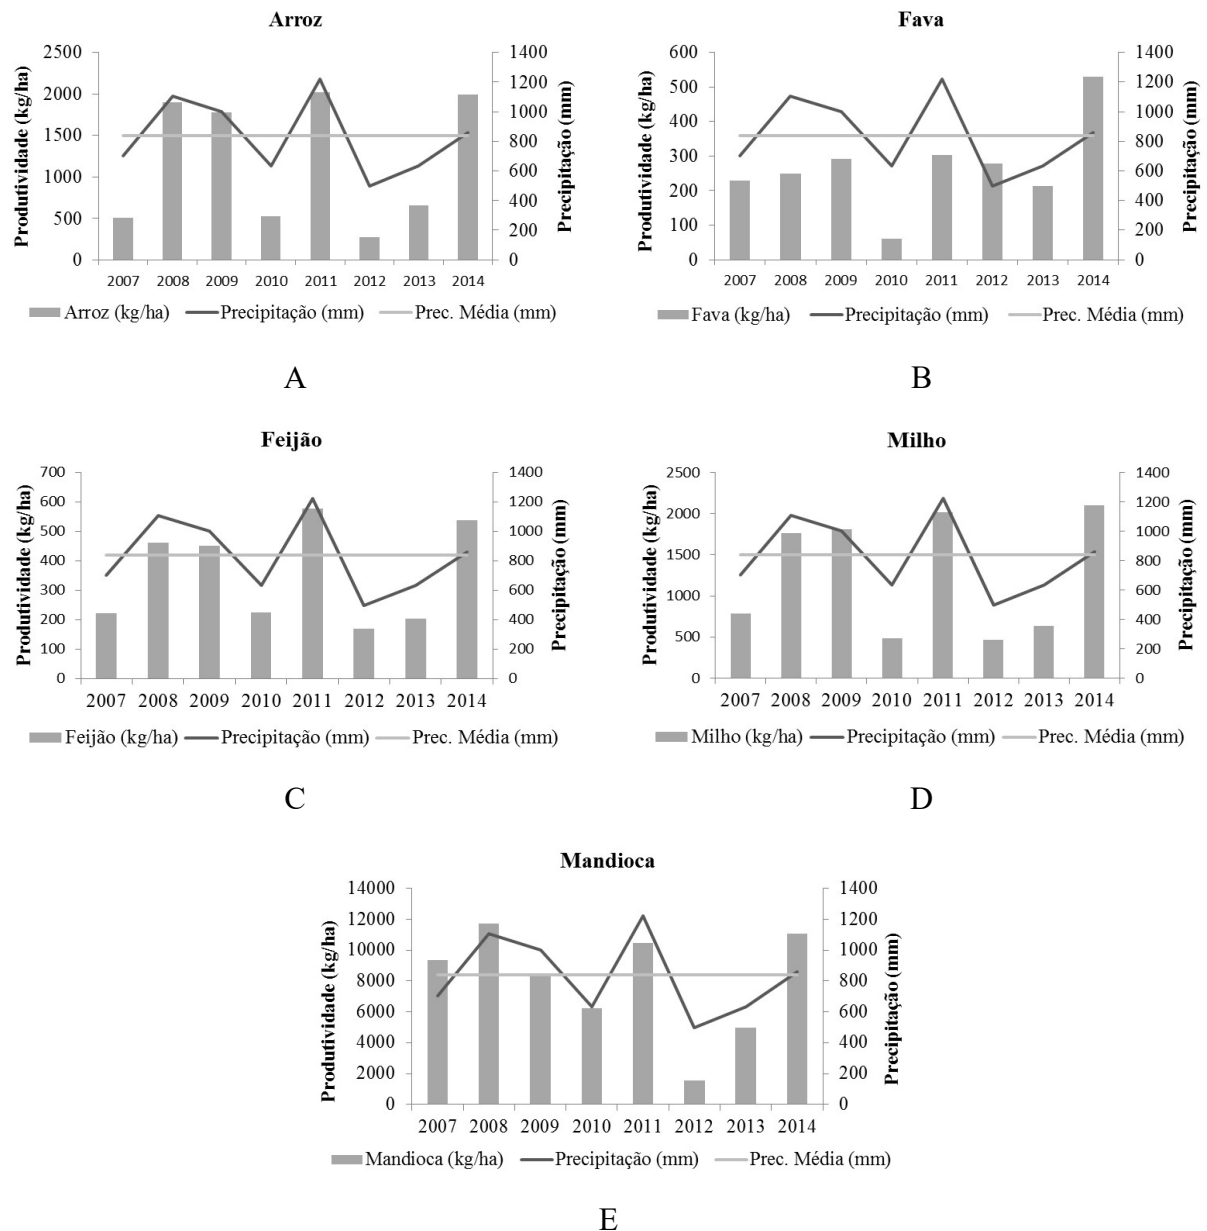 Arroz
Produtividade (kg/ha)
2500
2000
1500
1000
500
0
1400
1200
1000
800
600
400
200
0
Precipitação (mm)
2007 2008 2009 2010 2011 2012 2013 2014
Arroz (kg/ha) Precipitação (mm) Prec. Média (mm)
A
Fava
Produtividade (kg/ha)
600
500
400
300
200
100
0
1400
1200
1000
800
600
400
200
0
Precipitação (mm)
2007 2008 2009 2010 2011 2012 2013 2014
Fava (kg/ha) Precipitação (mm) Prec. Média (mm)
B
Feijão
Produtividade (kg/ha)
700
600
500
400
300
200
100
0
1400
1200
1000
800
600
400
200
0
Precipitação (mm)
2007 2008 2009 2010 2011 2012 2013 2014
Feijão (kg/ha) Precipitação (mm) Prec. Média (mm)
C
Milho
Produtividade (kg/ha)
2500
2000
1500
1000
500
0
1400
1200
1000
800
600
400
200
0
Precipitação (mm)
2007 2008 2009 2010 2011 2012 2013 2014
Milho (kg/ha) Precipitação (mm) Prec. Média (mm)
D
Mandioca
Produtividade (kg/ha)
14000
12000
10000
8000
6000
4000
2000
0
1400
1200
1000
800
600
400
200
0
Precipitação (mm)
2007 2008 2009 2010 2011 2012 2013 2014
Mandioca (kg/ha) Precipitação (mm) Prec. Média (mm)
E